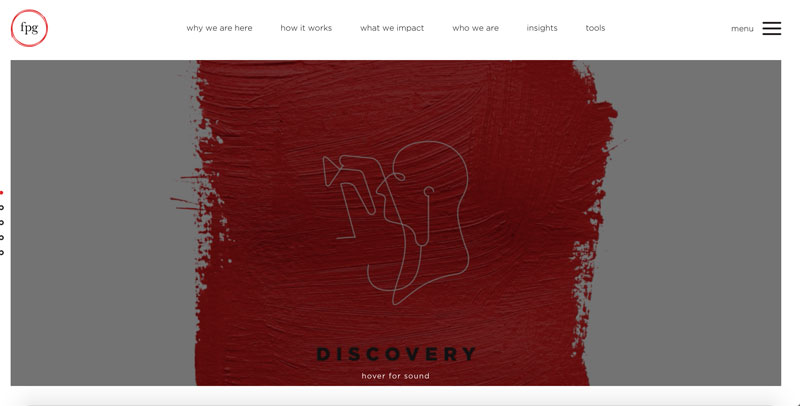 fpg
why we are here how it works what we impact who we are insights tools menu
DISCOVERY
hover for sound